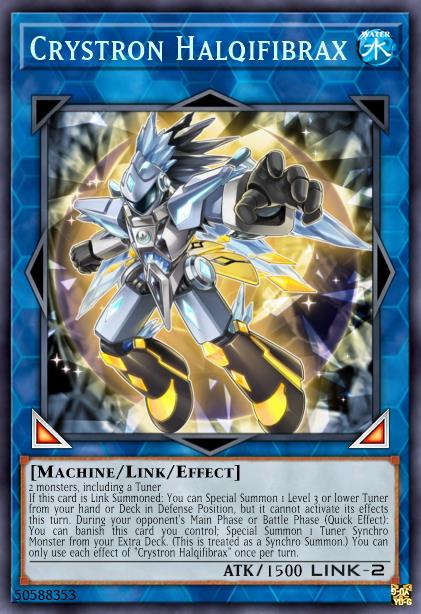 Crystron Halqifibrax
WATER
水
[Machine/Link/Effect]
2 monsters, including a Tuner
If this card is Link Summoned: You can Special Summon 1 Level 3 or lower Tuner
from your hand or Deck in Defense Position, but it cannot activate its effects
this turn. During your opponent's Main Phase or Battle Phase (Quick Effect):
You can banish this card you control; Special Summon 1 Tuner Synchro
Monster from your Extra Deck. (This is treated as a Synchro Summon.) You can
only use each effect of "Crystron Halqifibrax" once per turn.
ATK/1500 LINK-2
50588353